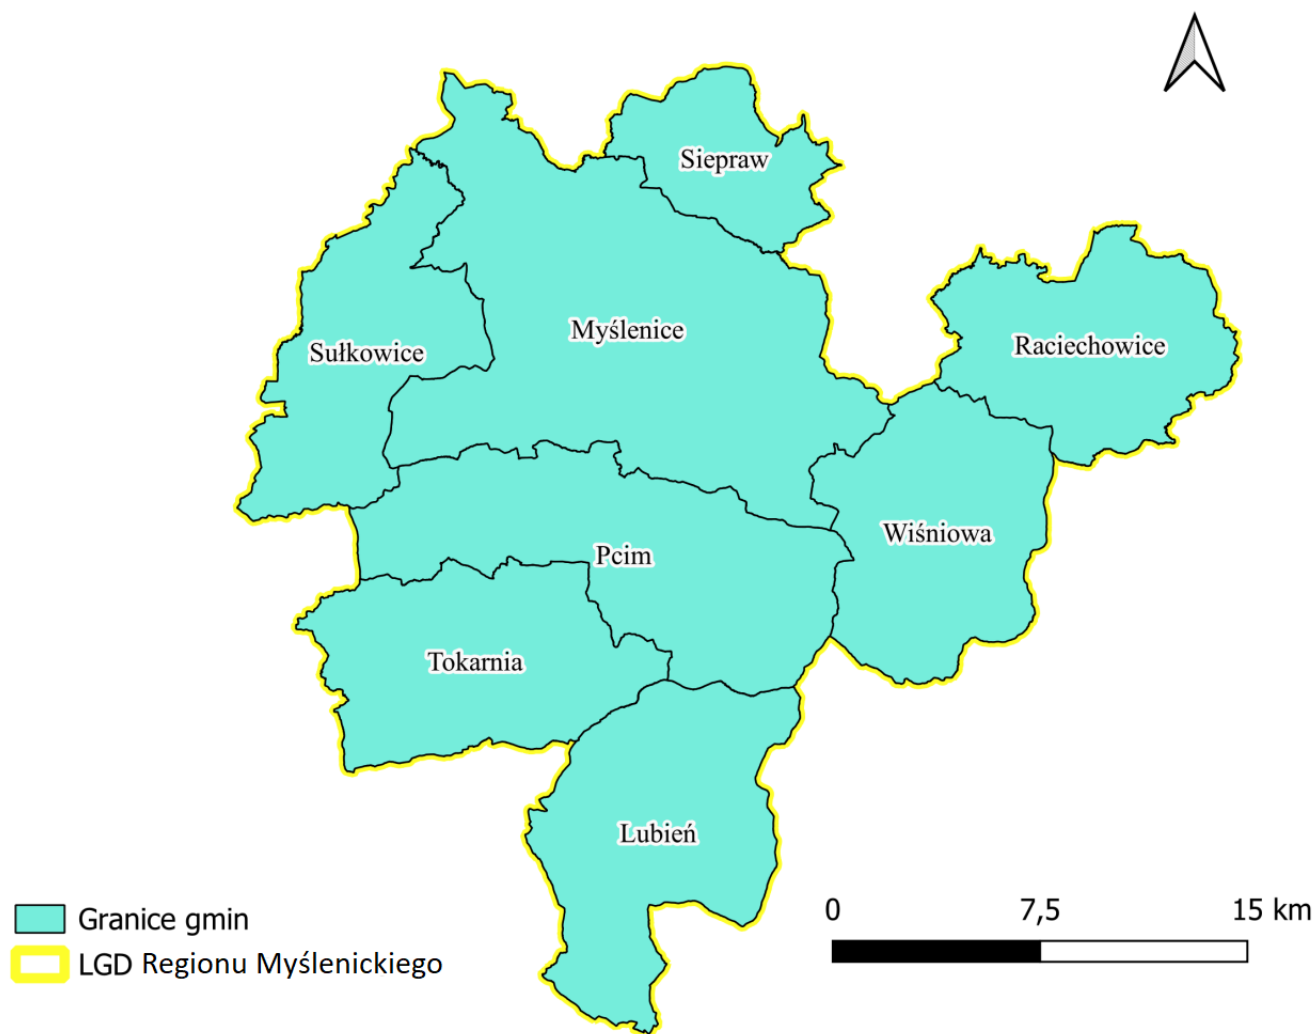 Siepraw
Myślenice
Raciechowice
Sułkowice
Wiśniowa
Pcim
Tokarnia
Lubień
0 7,5 15 km
Granice gmin
LGD Regionu Myślenickiego